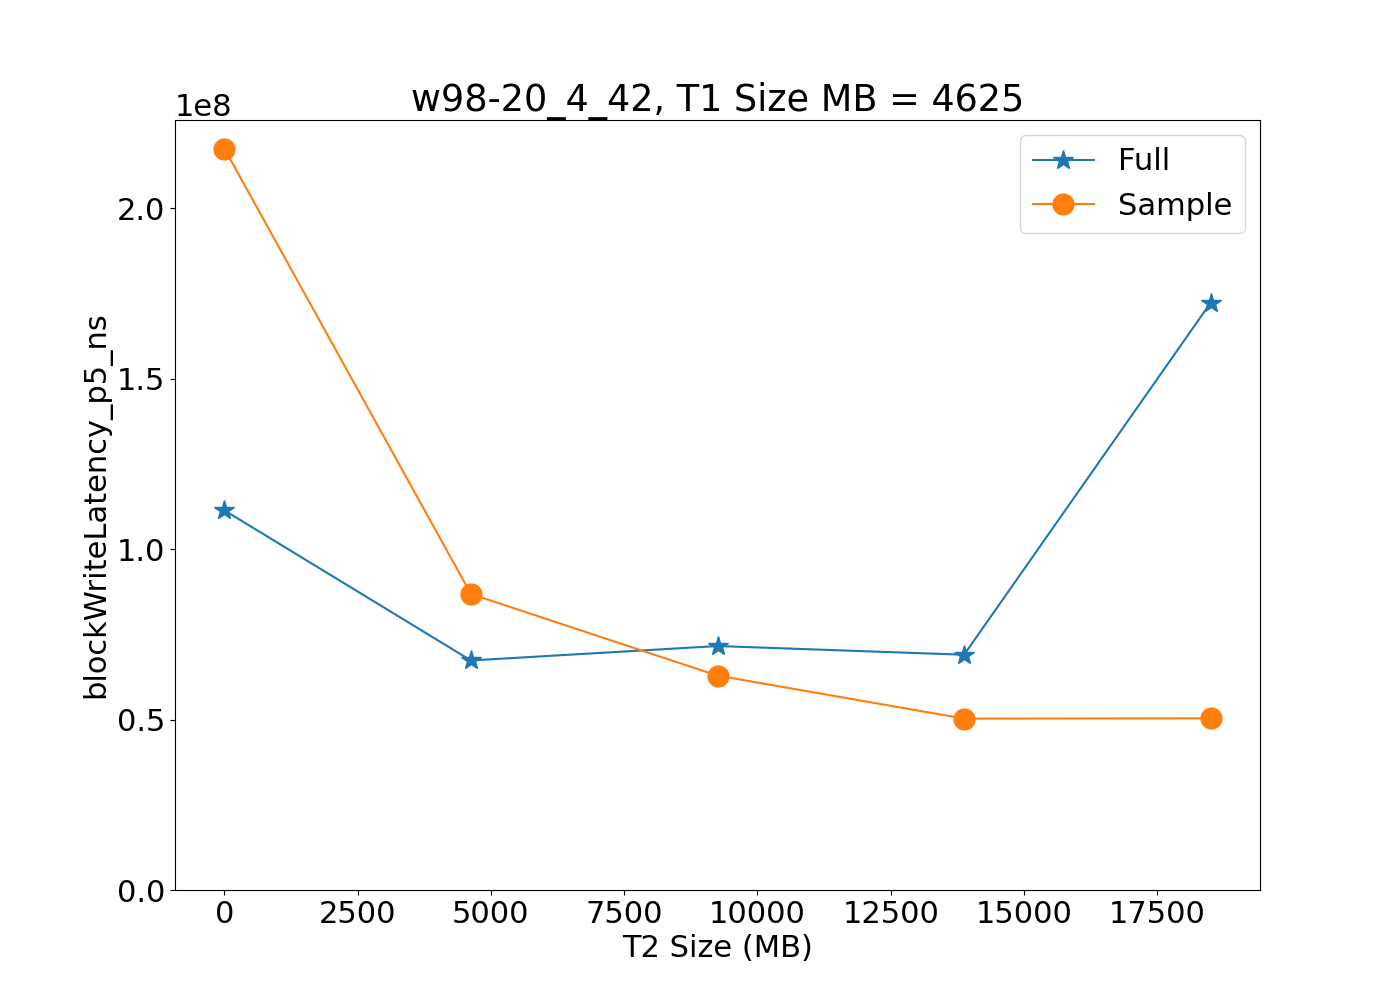 w98-20_4_42, T1 Size MB = 4625
1e8
Full
Sample
2.0
1.5
1.0
0.5
0.0
blockWriteLatency_p5_ns
0 2500 5000 7500 10000 12500 15000 17500
T2 Size (MB)